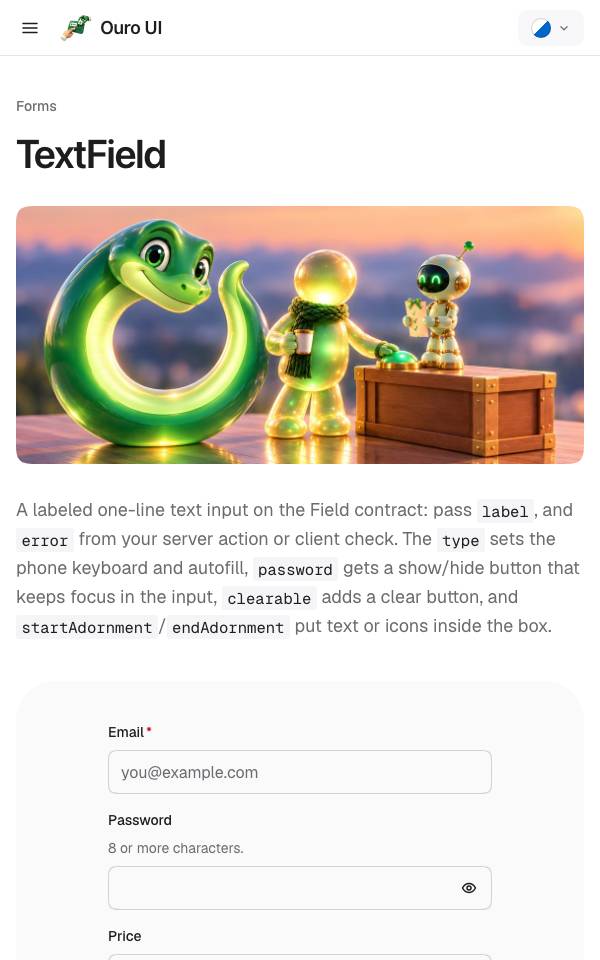 Ouro UI
Forms
TextField
A labeled one-line text input on the Field contract: pass label, and
error from your server action or client check. The type sets the
phone keyboard and autofill, password gets a show/hide button that
keeps focus in the input, clearable adds a clear button, and
startAdornment / endAdornment put text or icons inside the box.
Email *
you@example.com
Password
8 or more characters.
Price